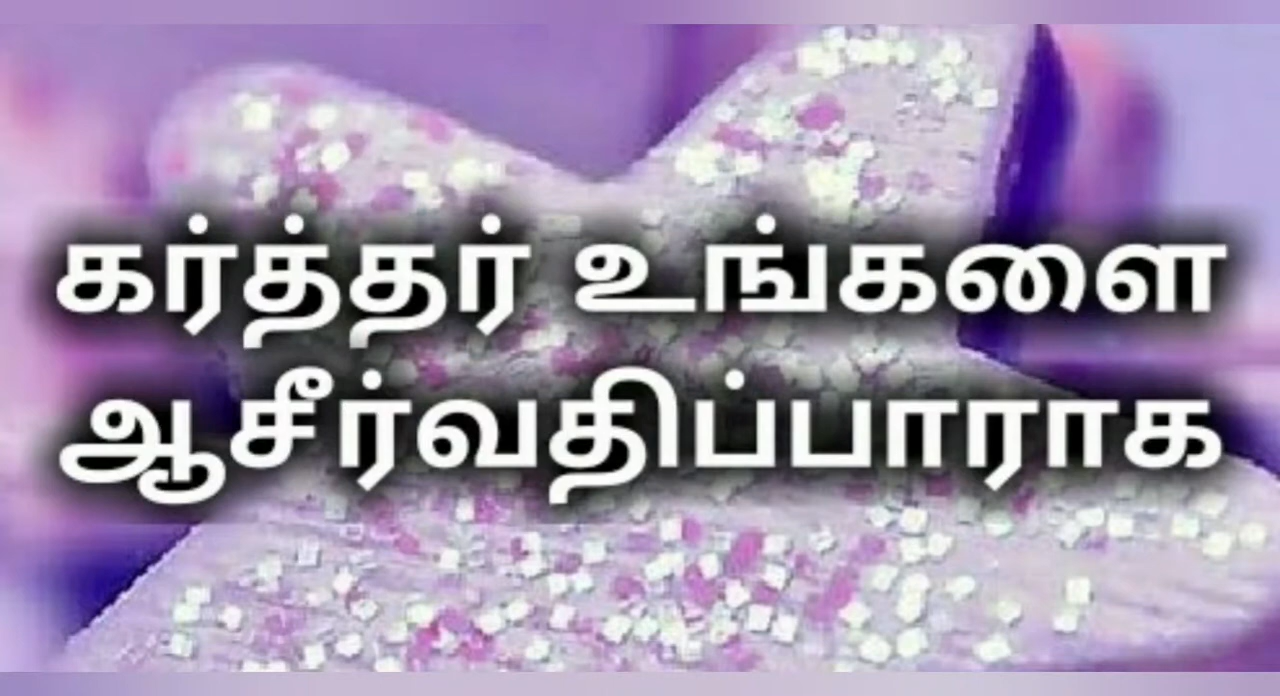 கர்த்தர் உங்களை
ஆசீர்வதிப்பாராக